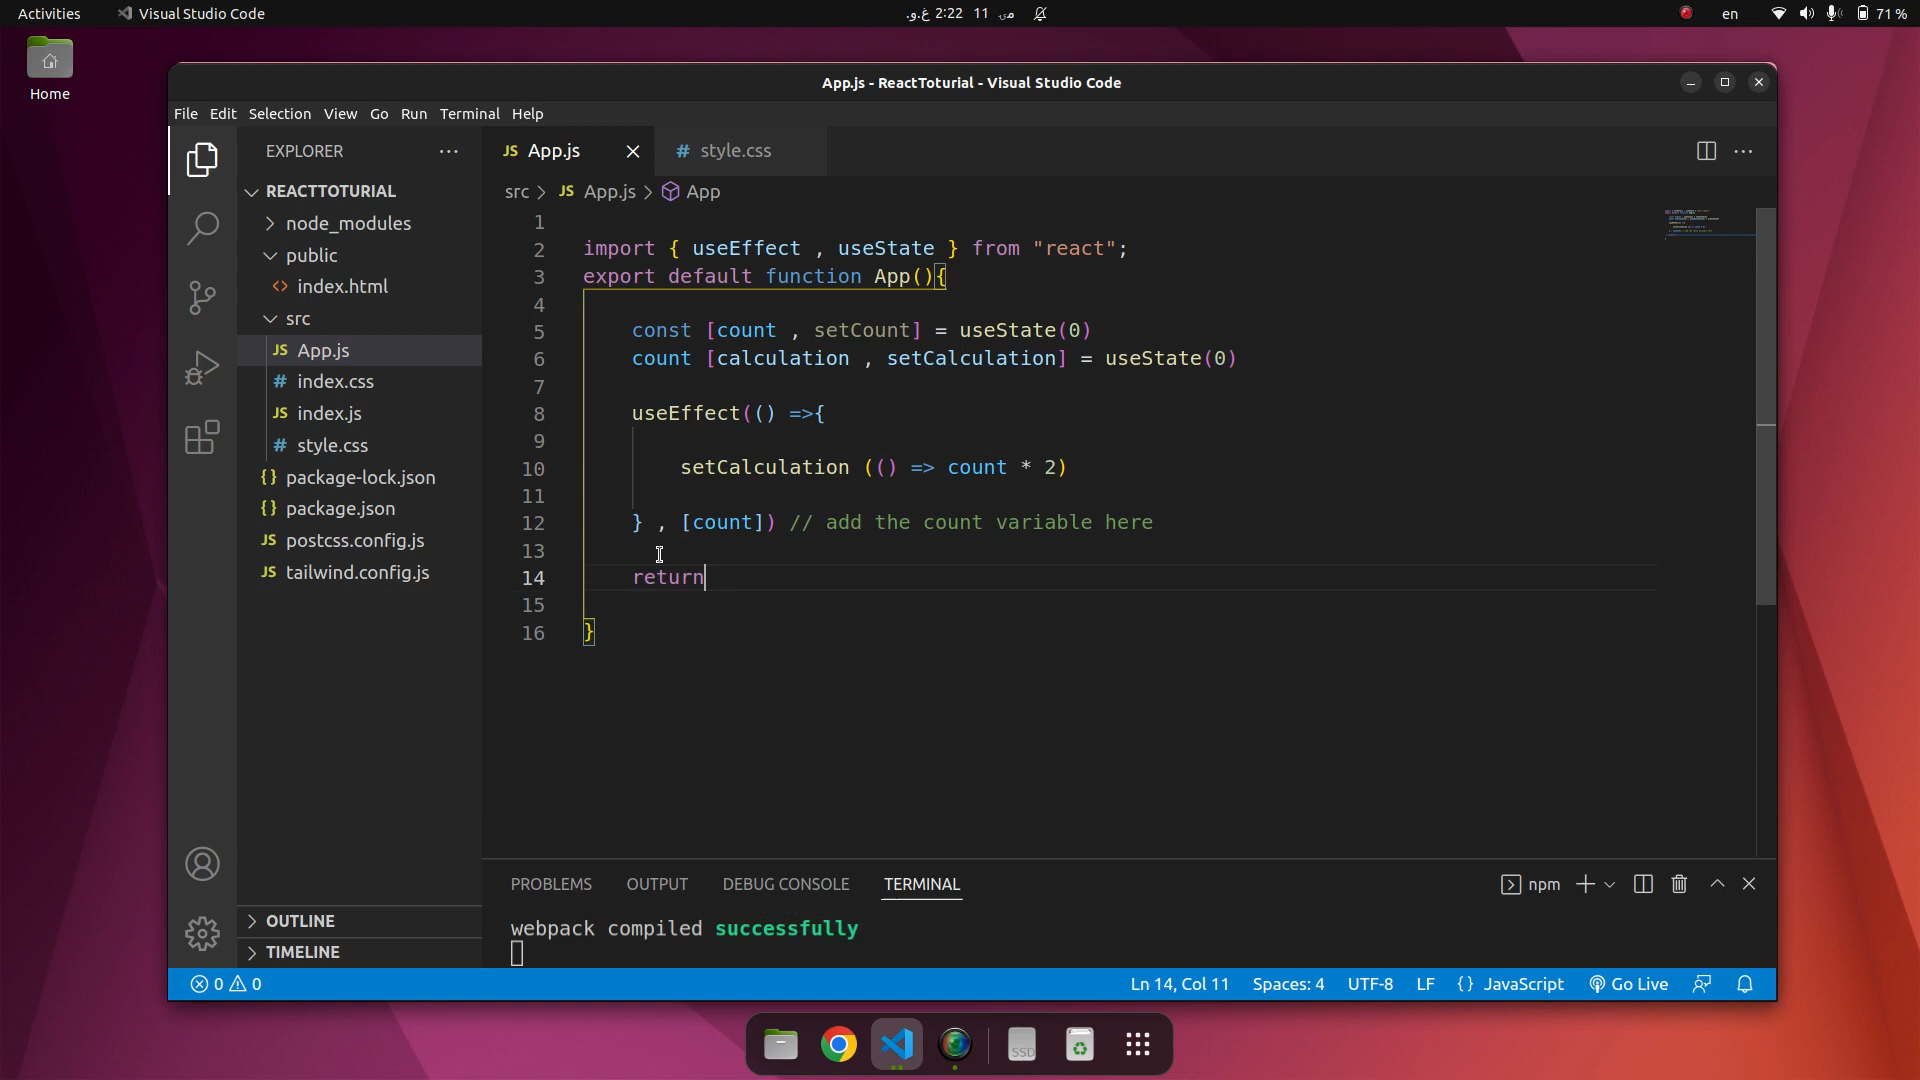 Activities
Visual Studio Code
مې 11 2:22 غ.و.
en
71 %
Home
App.js - ReactToturial - Visual Studio Code
File Edit Selection View Go Run Terminal Help
EXPLORER
REACTTOTURIAL
node_modules
public
index.html
src
JS App.js
# index.css
JS index.js
# style.css
{} package-lock.json
{} package.json
JS postcss.config.js
JS tailwind.config.js
OUTLINE
TIMELINE
JS App.js
# style.css
src > JS App.js > App
1
2 import { useEffect , useState } from "react";
3 export default function App(){
4
5 const [count , setCount] = useState(0)
6 count [calculation , setCalculation] = useState(0)
7
8 useEffect(() =>{
9
10 setCalculation (() => count * 2)
11
12 } , [count]) // add the count variable here
13
14 return
15
16 }
PROBLEMS OUTPUT DEBUG CONSOLE TERMINAL
npm
webpack compiled successfully
0 0
Ln 14, Col 11 Spaces: 4 UTF-8 LF {} JavaScript Go Live
SSD